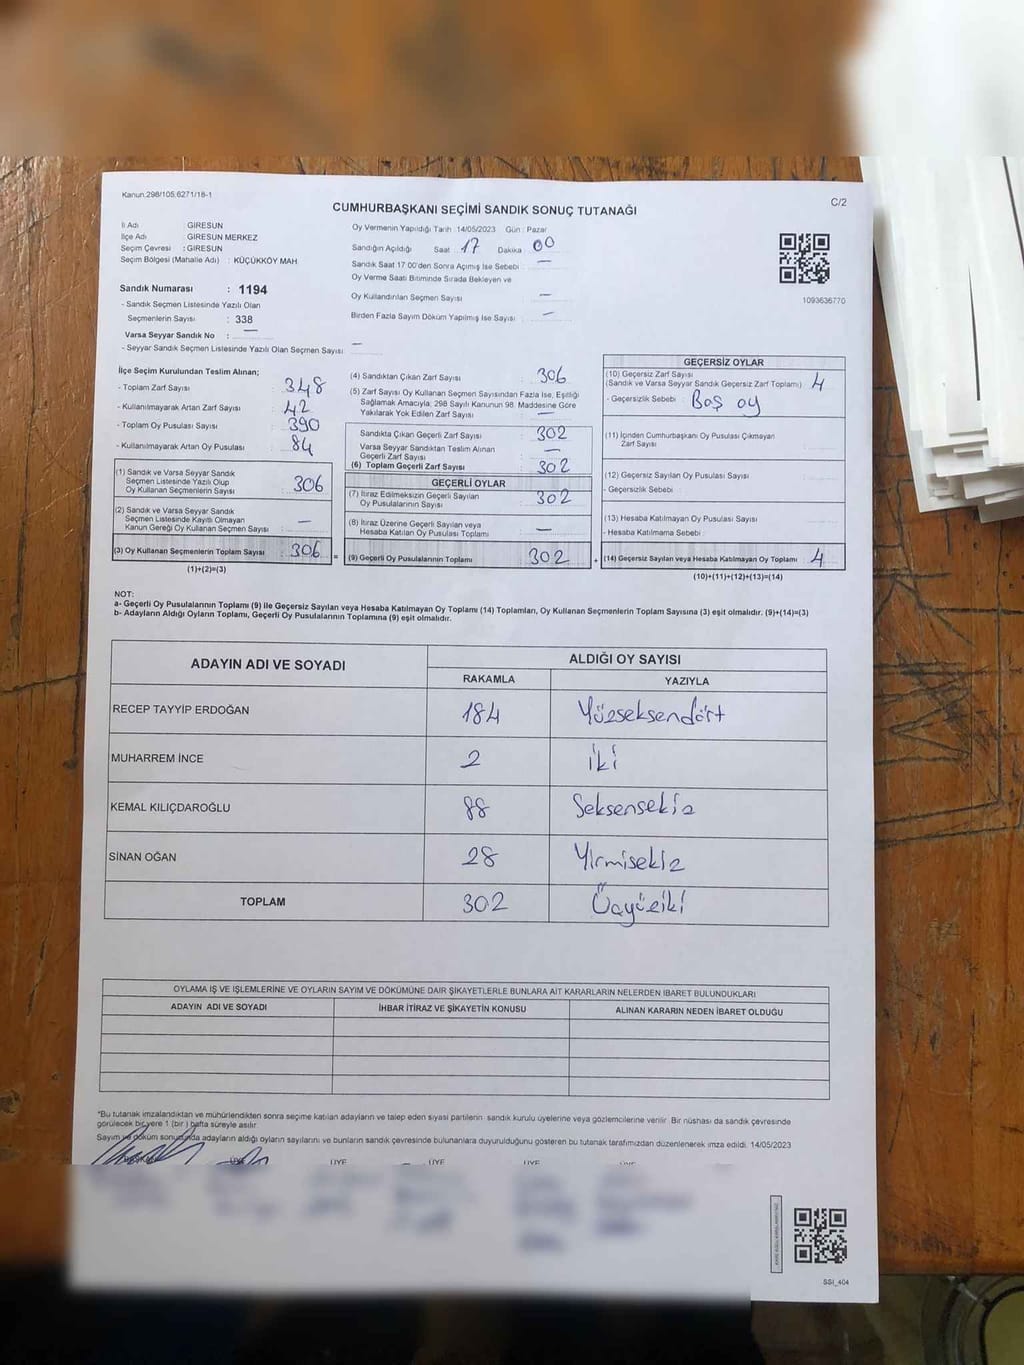 Kanun:298/105,6271/18-1
C/2
CUMHURBAŞKANI SEÇİMİ SANDIK SONUÇ TUTANAĞI
İl Adı : GİRESUN
İlçe Adı : GİRESUN MERKEZ
Seçim Çevresi : GİRESUN
Seçim Bölgesi (Mahalle Adı) : KÜÇÜKKÖY MAH.
Sandık Numarası : 1194
- Sandık Seçmen Listesinde Yazılı Olan
Seçmenlerin Sayısı : 338
Varsa Seyyar Sandık No : —
- Seyyar Sandık Seçmen Listesinde Yazılı Olan Seçmen Sayısı: —
Oy Vermenin Yapıldığı Tarih :14/05/2023 Gün : Pazar
Sandığın Açıldığı Saat 17 Dakika 00
Sandık Saat 17:00'den Sonra Açılmış İse Sebebi : —
Oy Verme Saati Bitiminde Sırada Bekleyen ve
Oy Kullandırılan Seçmen Sayısı : —
Birden Fazla Sayım Döküm Yapılmış İse Sayısı : —
1093636770
İlçe Seçim Kurulundan Teslim Alınan;
- Toplam Zarf Sayısı : 348
- Kullanılmayarak Artan Zarf Sayısı : 42
- Toplam Oy Pusulası Sayısı : 390
- Kullanılmayarak Artan Oy Pusulası : 84
(1) Sandık ve Varsa Seyyar Sandık
Seçmen Listesinde Yazılı Olup
Oy Kullanan Seçmenlerin Sayısı : 306
(2) Sandık ve Varsa Seyyar Sandık
Seçmen Listesinde Kayıtlı Olmayan
Kanun Gereği Oy Kullanan Seçmen Sayısı : —
(3) Oy Kullanan Seçmenlerin Toplam Sayısı : 306
(1)+(2)=(3)
=
(4) Sandıktan Çıkan Zarf Sayısı : 306
(5) Zarf Sayısı Oy Kullanan Seçmen Sayısından Fazla İse, Eşitliği
Sağlamak Amacıyla; 298 Sayılı Kanunun 98. Maddesine Göre
Yakılarak Yok Edilen Zarf Sayısı : —
Sandıkta Çıkan Geçerli Zarf Sayısı : 302
Varsa Seyyar Sandıktan Teslim Alınan
Geçerli Zarf Sayısı : —
(6) Toplam Geçerli Zarf Sayısı : 302
GEÇERLİ OYLAR
(7) İtiraz Edilmeksizin Geçerli Sayılan
Oy Pusulalarının Sayısı : 302
(8) İtiraz Üzerine Geçerli Sayılan veya
Hesaba Katılan Oy Pusulası Toplamı : —
(9) Geçerli Oy Pusulalarının Toplamı : 302
+
GEÇERSİZ OYLAR
(10) Geçersiz Zarf Sayısı
(Sandık ve Varsa Seyyar Sandık Geçersiz Zarf Toplamı) : 4
- Geçersizlik Sebebi : Boş oy
(11) İçinden Cumhurbaşkanı Oy Pusulası Çıkmayan
Zarf Sayısı :
(12) Geçersiz Sayılan Oy Pusulası Sayısı :
- Geçersizlik Sebebi :
(13) Hesaba Katılmayan Oy Pusulası Sayısı :
- Hesaba Katılmama Sebebi :
(14) Geçersiz Sayılan veya Hesaba Katılmayan Oy Toplamı : 4
(10)+(11)+(12)+(13)=(14)
NOT:
a- Geçerli Oy Pusulalarının Toplamı (9) ile Geçersiz Sayılan veya Hesaba Katılmayan Oy Toplamı (14) Toplamları, Oy Kullanan Seçmenlerin Toplam Sayısına (3) eşit olmalıdır. (9)+(14)=(3)
b- Adayların Aldığı Oyların Toplamı, Geçerli Oy Pusulalarının Toplamına (9) eşit olmalıdır.
ADAYIN ADI VE SOYADI
ALDIĞI OY SAYISI
RAKAMLA YAZIYLA
RECEP TAYYİP ERDOĞAN 184 Yüzseksendört
MUHARREM İNCE 2 İki
KEMAL KILIÇDAROĞLU 88 Seksensekiz
SİNAN OĞAN 28 Yirmisekiz
TOPLAM 302 Üçyüziki
OYLAMA İŞ VE İŞLEMLERİNE VE OYLARIN SAYIM VE DÖKÜMÜNE DAİR ŞİKAYETLERLE BUNLARA AİT KARARLARIN NELERDEN İBARET BULUNDUKLARI
ADAYIN ADI VE SOYADI İHBAR İTİRAZ VE ŞİKAYETİN KONUSU ALINAN KARARIN NEDEN İBARET OLDUĞU
*Bu tutanak imzalandıktan ve mühürlendikten sonra seçime katılan adayların ve talep eden siyasi partilerin sandık kurulu üyelerine veya gözlemcilerine verilir. Bir nüshası da sandık çevresinde
görülecek bir yere 1 (bir ) hafta süreyle asılır.
Sayım ve döküm sonucunda adayların aldığı oyların sayılarını ve bunların sandık çevresinde bulunanlara duyurulduğunu gösteren bu tutanak tarafımızdan düzenlenerek imza edildi. 14/05/2023
ÜYE ÜYE ÜYE ÜYE ÜYE
SSI_404